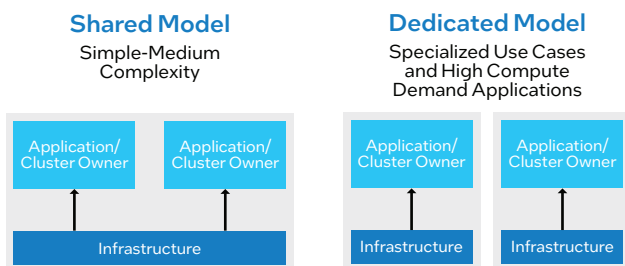 Shared Model
Simple-Medium
Complexity
Application/
Cluster Owner
Application/
Cluster Owner
Infrastructure
Dedicated Model
Specialized Use Cases
and High Compute
Demand Applications
Application/
Cluster Owner
Application/
Cluster Owner
Infrastructure
Infrastructure